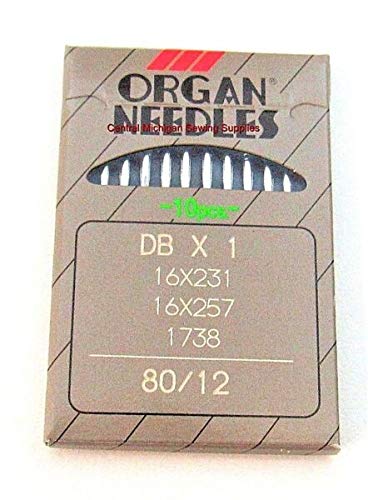 ORGAN®
NEEDLES
Central Michigan Sewing Supplies
-10pcs.-
DB X 1
16X231
16X257
1738
80/12